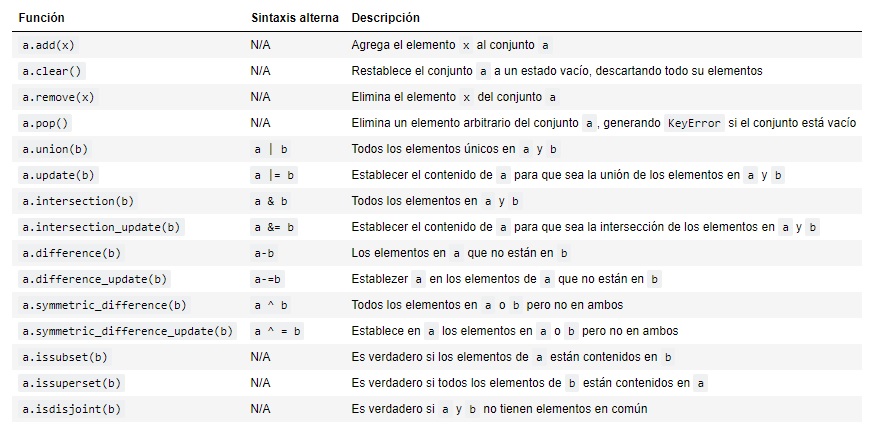 Función Sintaxis alterna Descripción
a.add(x) N/A Agrega el elemento x al conjunto a
a.clear() N/A Restablece el conjunto a a un estado vacío, descartando todo su elementos
a.remove(x) N/A Elimina el elemento x del conjunto a
a.pop() N/A Elimina un elemento arbitrario del conjunto a , generando KeyError si el conjunto está vacío
a.union(b) a | b Todos los elementos únicos en a y b
a.update(b) a |= b Establecer el contenido de a para que sea la unión de los elementos en a y b
a.intersection(b) a & b Todos los elementos en a y b
a.intersection_update(b) a &= b Establecer el contenido de a para que sea la intersección de los elementos en a y b
a.difference(b) a-b Los elementos en a que no están en b
a.difference_update(b) a-=b Establezer a en los elementos de a que no están en b
a.symmetric_difference(b) a ^ b Todos los elementos en a o b pero no en ambos
a.symmetric_difference_update(b) a ^ = b Establece en a los elementos en a o b pero no en ambos
a.issubset(b) N/A Es verdadero si los elementos de a están contenidos en b
a.issuperset(b) N/A Es verdadero si todos los elementos de b están contenidos en a
a.isdisjoint(b) N/A Es verdadero si a y b no tienen elementos en común